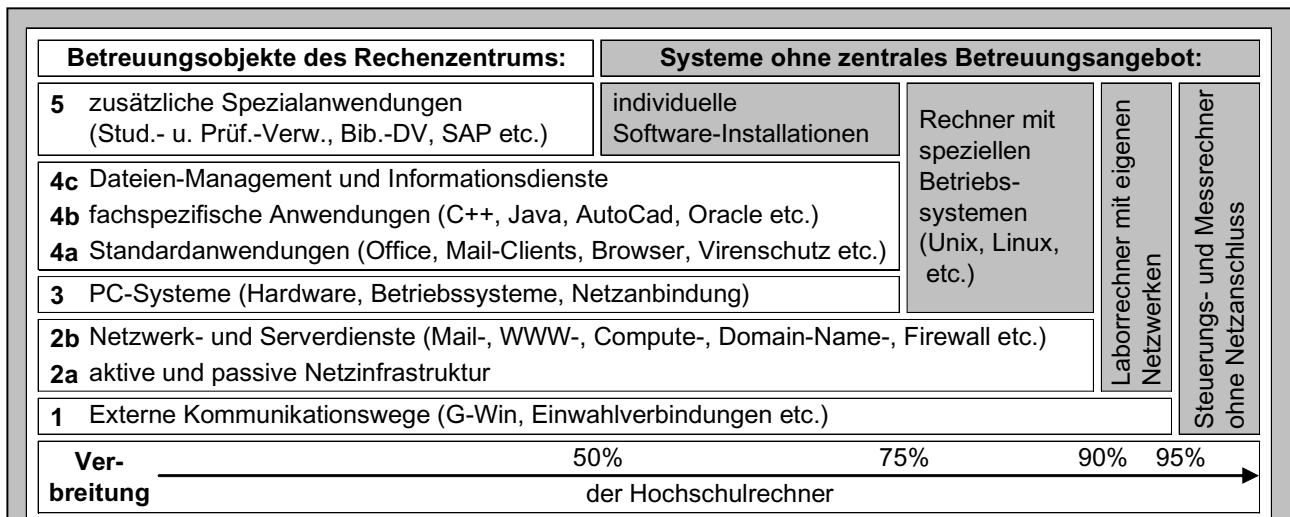 Betreuungsobjekte des Rechenzentrums:
Systeme ohne zentrales Betreuungsangebot:
5 zusätzliche Spezialanwendungen
(Stud.- u. Prüf.-Verw., Bib.-DV, SAP etc.)
individuelle
Software-Installationen
Rechner mit
speziellen
Betriebs-
systemen
(Unix, Linux,
etc.)
Laborrechner mit eigenen
Netzwerken
Steuerungs- und Messrechner
ohne Netzanschluss
4c Dateien-Management und Informationsdienste
4b fachspezifische Anwendungen (C++, Java, AutoCad, Oracle etc.)
4a Standardanwendungen (Office, Mail-Clients, Browser, Virenschutz etc.)
3 PC-Systeme (Hardware, Betriebssysteme, Netzanbindung)
2b Netzwerk- und Serverdienste (Mail-, WWW-, Compute-, Domain-Name-, Firewall etc.)
2a aktive und passive Netzinfrastruktur
1 Externe Kommunikationswege (G-Win, Einwahlverbindungen etc.)
Ver-
breitung
50% 75% 90% 95%
der Hochschulrechner